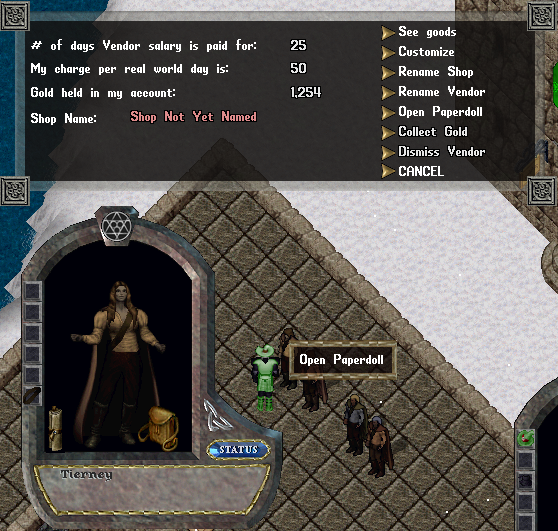 # of days Vendor salary is paid for: 25
My charge per real world day is: 50
Gold held in my account: 1,254
Shop Name: Shop Not Yet Named
See goods
Customize
Rename Shop
Rename Vendor
Open Paperdoll
Collect Gold
Dismiss Vendor
CANCEL
Open Paperdoll
STATUS
Tierney